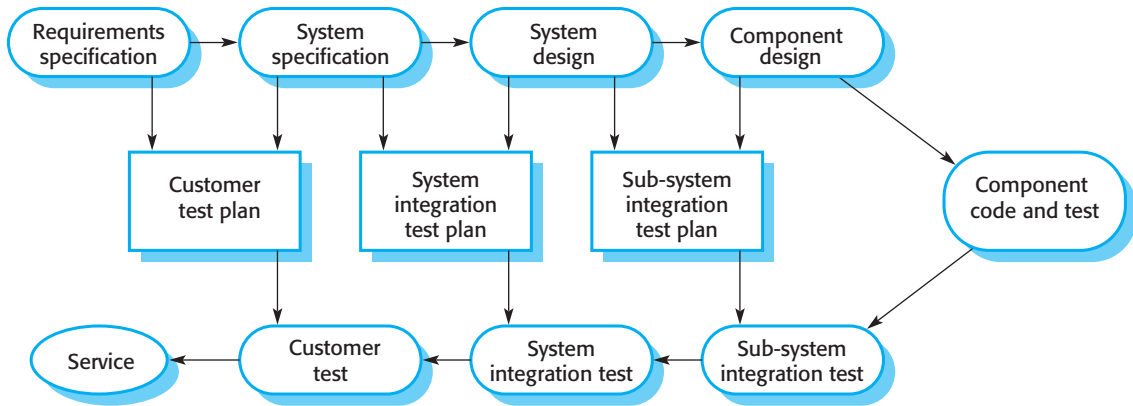 Requirements
specification
System
specification
System
design
Component
design
Customer
test plan
System
integration
test plan
Sub-system
integration
test plan
Component
code and test
Service
Customer
test
System
integration test
Sub-system
integration test